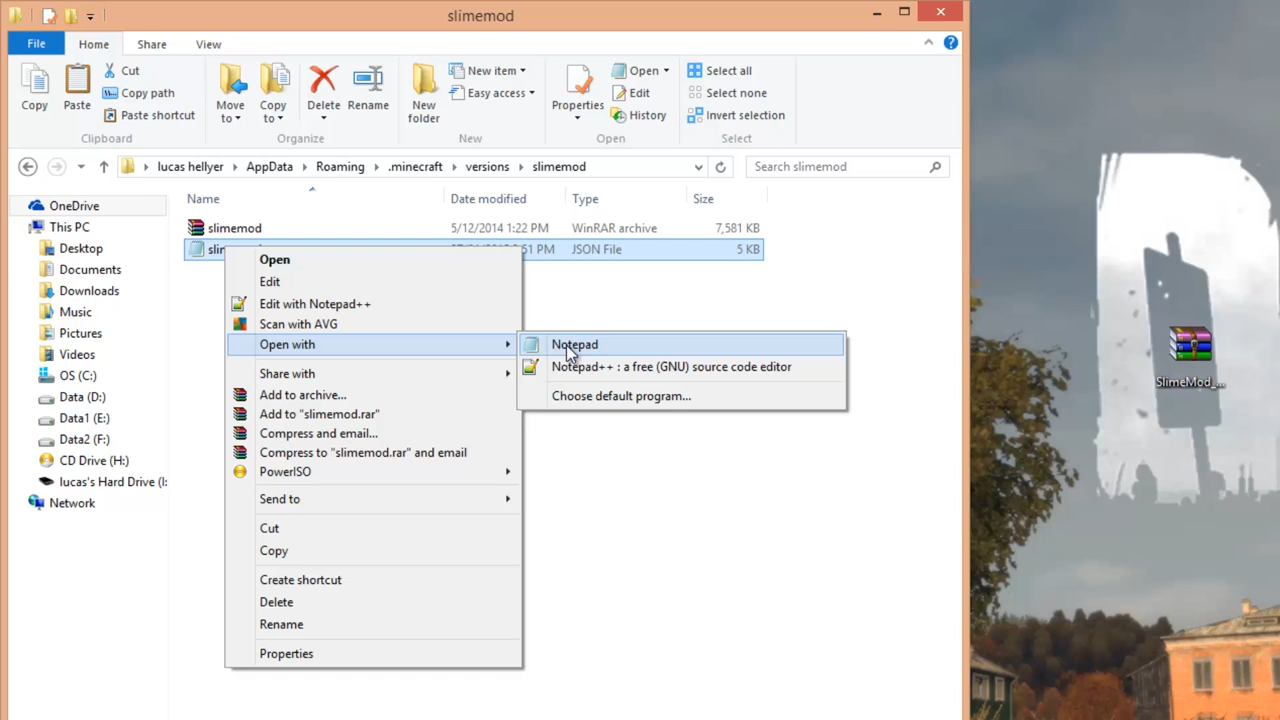 slimemod
File Home Share View
Copy
Paste
Cut
Copy path
Paste shortcut
Clipboard
Move to
Copy to
Delete
Rename
Organize
New folder
New item
Easy access
New
Properties
Open
Edit
History
Open
Select all
Select none
Invert selection
Select
lucas hellyer AppData Roaming .minecraft versions slimemod
Search slimemod
Name Date modified Type Size
slimemod 5/12/2014 1:22 PM WinRAR archive 7,581 KB
PM JSON File 5 KB
OneDrive
This PC
Desktop
Documents
Downloads
Music
Pictures
Videos
OS (C:)
Data (D:)
Data1 (E:)
Data2 (F:)
CD Drive (H:)
lucas's Hard Drive (I:
Network
Open
Edit
Edit with Notepad++
Scan with AVG
Open with
Share with
Add to archive...
Add to "slimemod.rar"
Compress and email...
Compress to "slimemod.rar" and email
PowerISO
Send to
Cut
Copy
Create shortcut
Delete
Rename
Properties
Notepad
Notepad++ : a free (GNU) source code editor
Choose default program...
SlimeMod_...